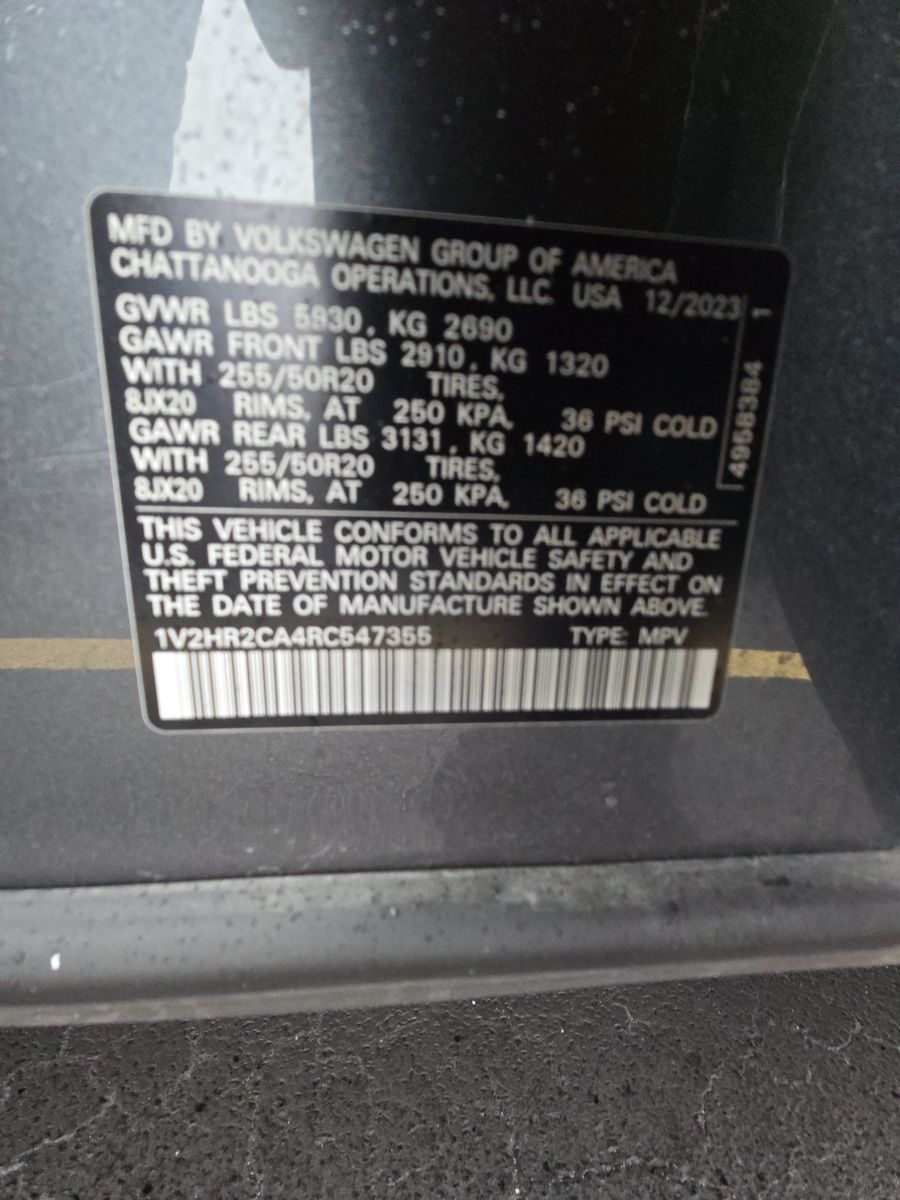 MFD BY VOLKSWAGEN GROUP OF AMERICA
CHATTANOOGA OPERATIONS, LLC. USA 12/2023
GVWR LBS 5930, KG 2690
GAWR FRONT LBS 2910, KG 1320
WITH 255/50R20 TIRES,
8JX20 RIMS, AT 250 KPA, 36 PSI COLD
GAWR REAR LBS 3131, KG 1420
WITH 255/50R20 TIRES,
8JX20 RIMS, AT 250 KPA, 36 PSI COLD
4958384 1
THIS VEHICLE CONFORMS TO ALL APPLICABLE
U.S. FEDERAL MOTOR VEHICLE SAFETY AND
THEFT PREVENTION STANDARDS IN EFFECT ON
THE DATE OF MANUFACTURE SHOWN ABOVE.
1V2HR2CA4RC547355 TYPE: MPV